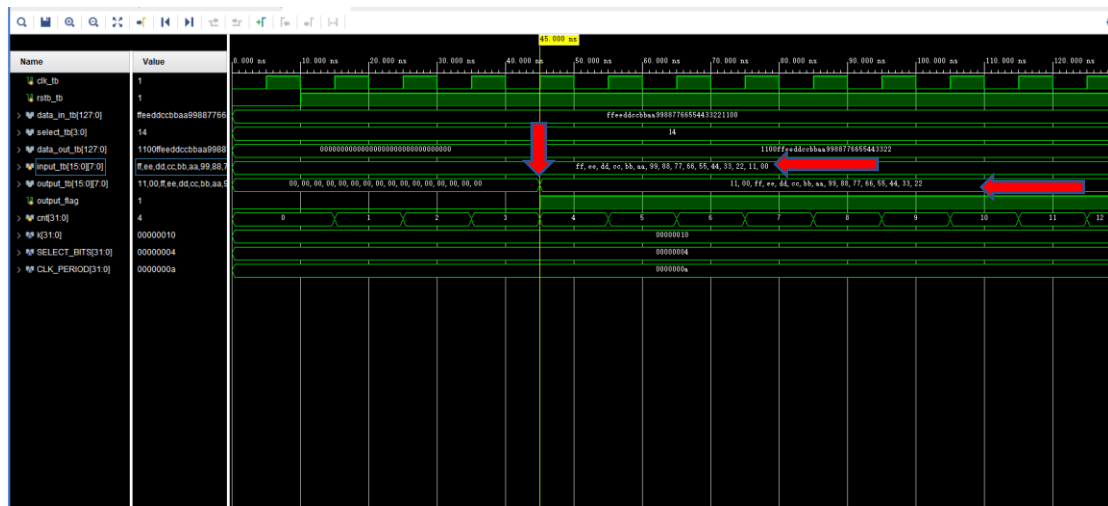 45.000 ns
Name Value 0.000 ns 10.000 ns 20.000 ns 30.000 ns 40.000 ns 50.000 ns 60.000 ns 70.000 ns 80.000 ns 90.000 ns 100.000 ns 110.000 ns 120.000 ns
clk_tb 1
rstb_tb 1
data_in_tb[127:0] ffeeddccbbaa99887766 ffeeddccbbaa99887766554433221100
select_tb[3:0] 14 14
data_out_tb[127:0] 1100ffeeddccbbaa9988 00000000000000000000000000000000 1100ffeeddccbbaa9988776655443322
input_tb[15:0][7:0] ff,ee,dd,cc,bb,aa,99,88,7 ff, ee, dd, cc, bb, aa, 99, 88, 77, 66, 55, 44, 33, 22, 11, 00
output_tb[15:0][7:0] 11,00,ff,ee,dd,cc,bb,aa,9 00, 00, 00, 00, 00, 00, 00, 00, 00, 00, 00, 00, 00, 00, 00, 00 11, 00, ff, ee, dd, cc, bb, aa, 99, 88, 77, 66, 55, 44, 33, 22
output_flag 1
cnt[31:0] 4 0 1 2 3 4 5 6 7 8 9 10 11 12
k[31:0] 00000010 00000010
SELECT_BITS[31:0] 00000004 00000004
CLK_PERIOD[31:0] 0000000a 0000000a